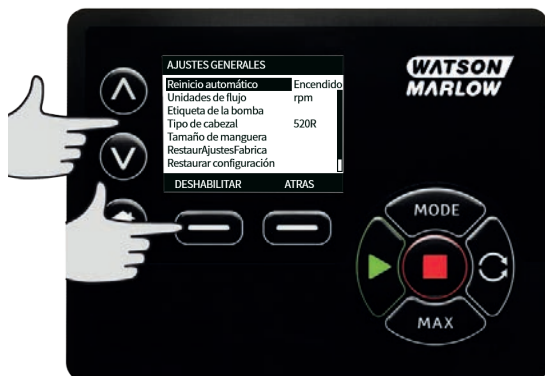 AJUSTES GENERALES
Reinicio automático Encendido
Unidades de flujo rpm
Etiqueta de la bomba
Tipo de cabezal 520R
Tamaño de manguera
RestaurAjustesFabrica
Restaurar configuración
DESHABILITAR ATRAS
WATSON
MARLOW
MODE
MAX